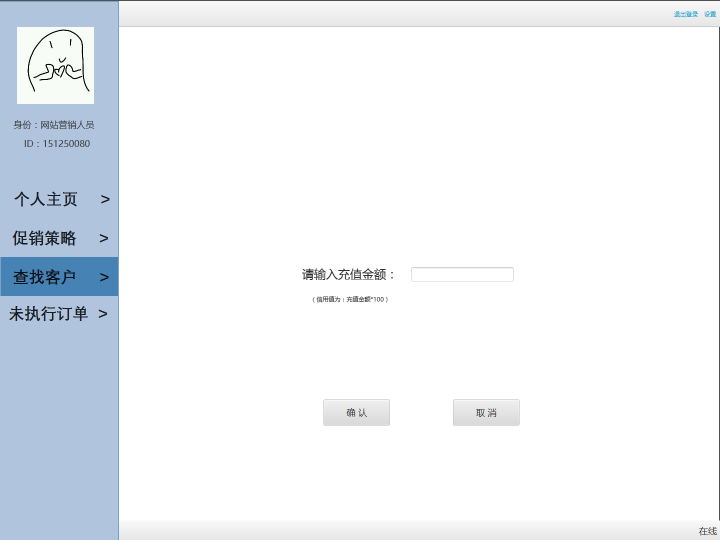 退出登录 设置
身份：网站营销人员
ID：151250080
个人主页 >
促销策略 >
查找客户 >
未执行订单 >
请输入充值金额：
（信用值为：充值金额*100）
确 认
取 消
在线